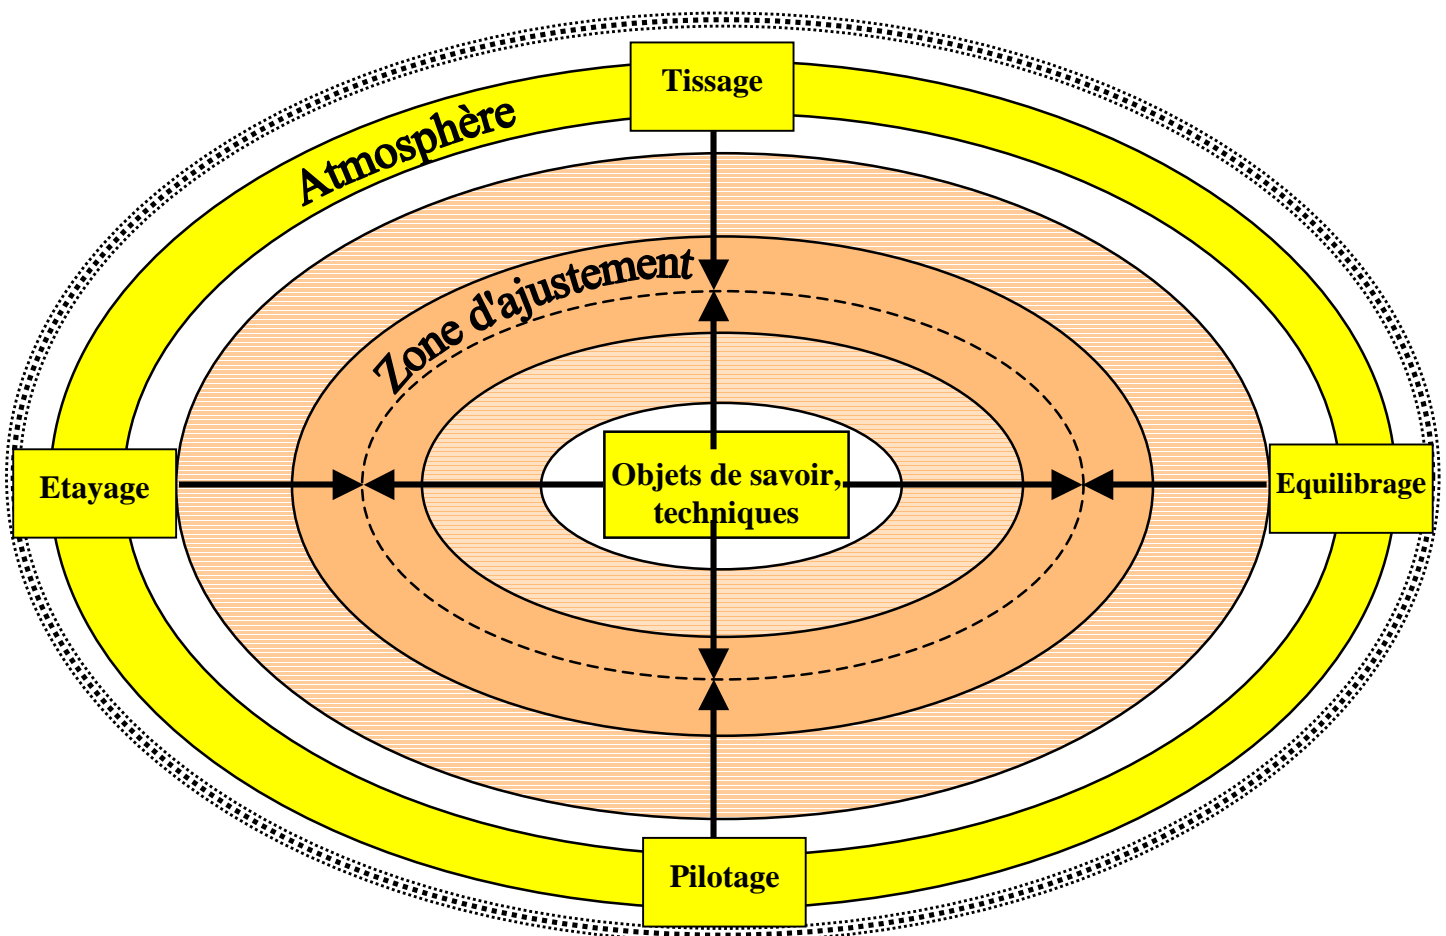 Tissage
Atmosphère
Zone d'ajustement
Etayage
Objets de savoir,
techniques
Equilibrage
Pilotage